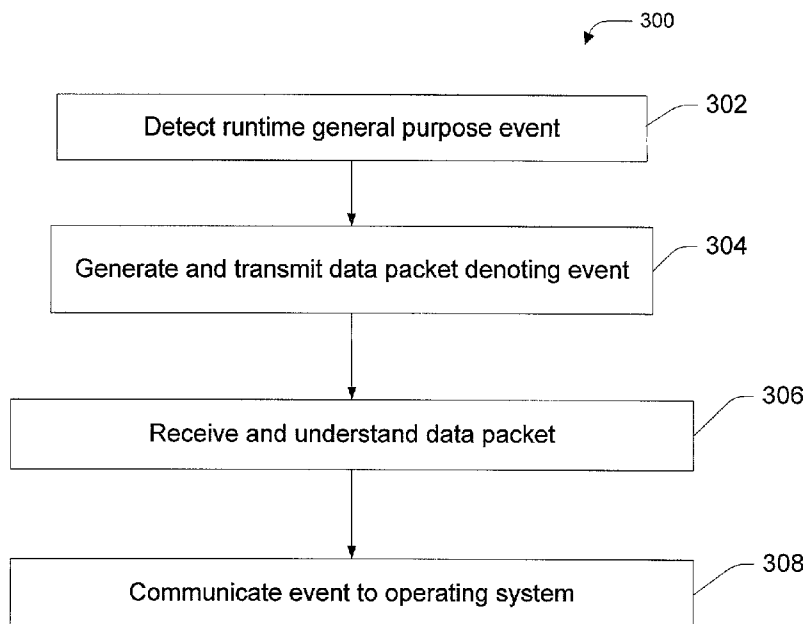 300
Detect runtime general purpose event
302
Generate and transmit data packet denoting event
304
Receive and understand data packet
306
Communicate event to operating system
308